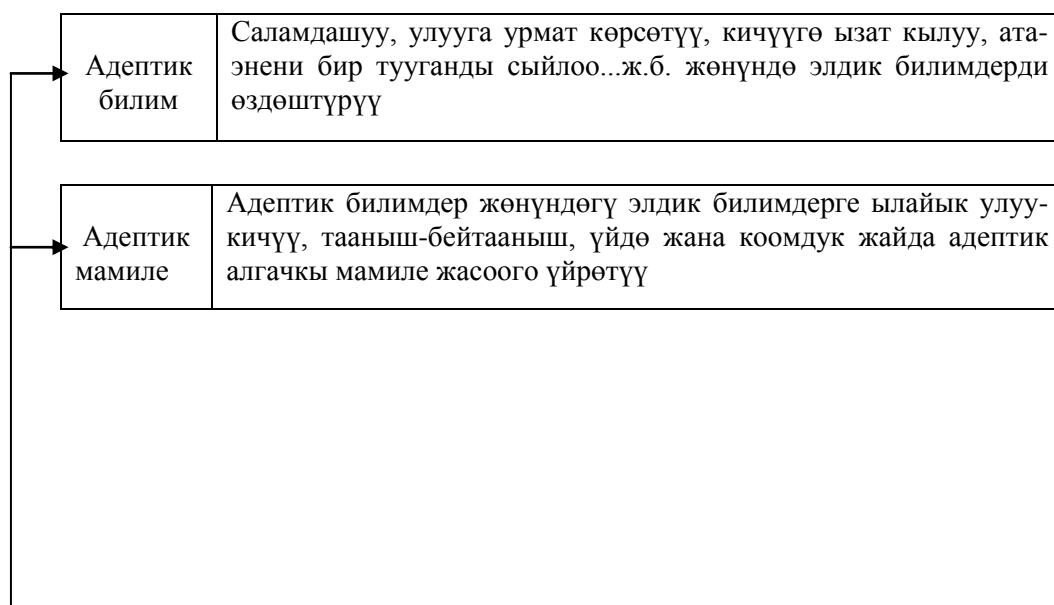 Адептик
билим
Саламдашуу, улууга урмат көрсөтүү, кичүүгө ызат кылуу, ата-
энени бир тууганды сыйлоо...ж.б. жөнүндө элдик билимдерди
өздөштүрүү
Адептик
мамиле
Адептик билимдер жөнүндөгү элдик билимдерге ылайык улуу-
кичүү, тааныш-бейтааныш, үйдө жана коомдук жайда адептик
алгачкы мамиле жасоого үйрөтүү